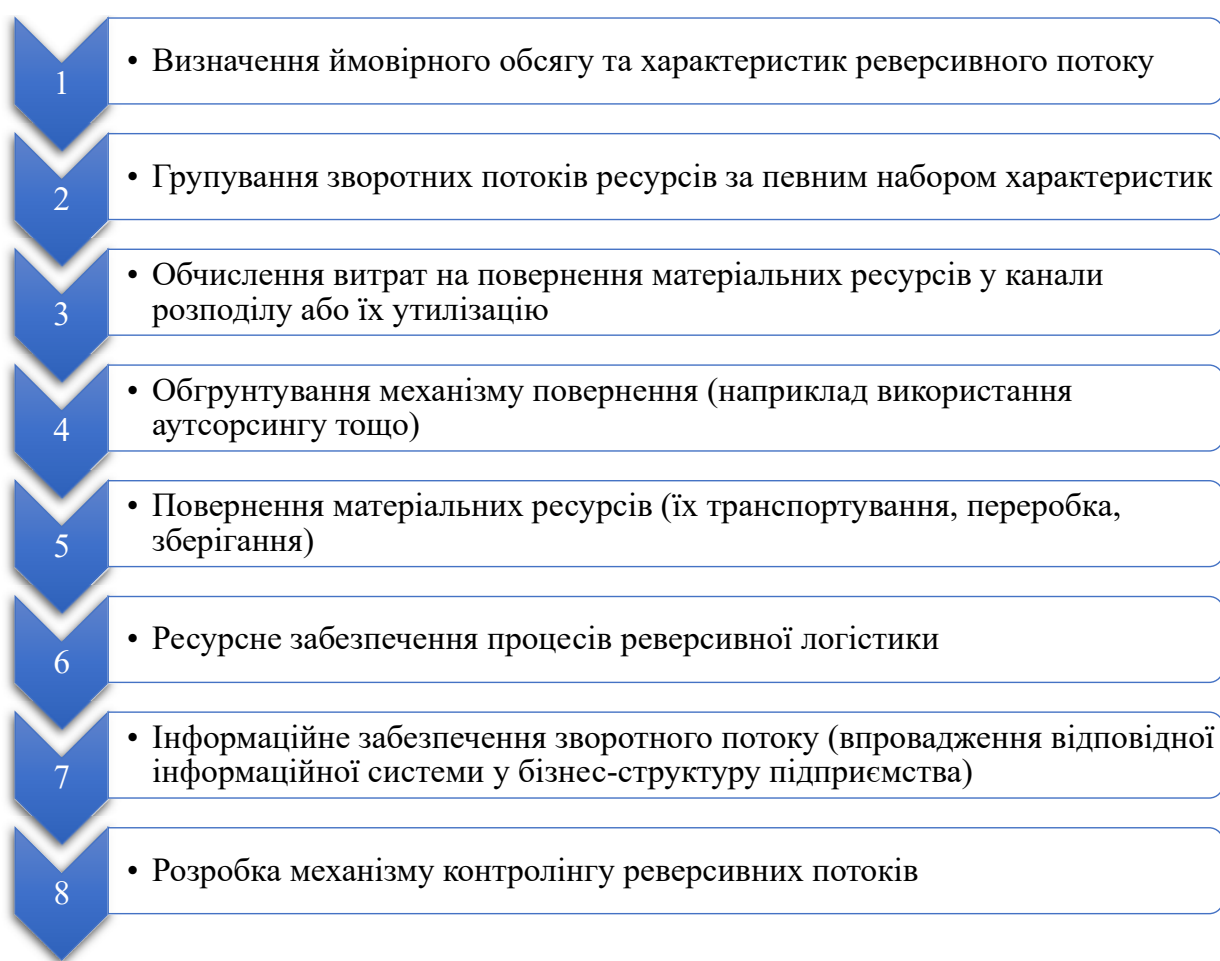 1
• Визначення ймовірного обсягу та характеристик реверсивного потоку
2
• Групування зворотних потоків ресурсів за певним набором характеристик
3
• Обчислення витрат на повернення матеріальних ресурсів у канали
розподілу або їх утилізацію
4
• Обгрунтування механізму повернення (наприклад використання
аутсорсингу тощо)
5
• Повернення матеріальних ресурсів (їх транспортування, переробка,
зберігання)
6
• Ресурсне забезпечення процесів реверсивної логістики
7
• Інформаційне забезпечення зворотного потоку (впровадження відповідної
інформаційної системи у бізнес-структуру підприємства)
8
• Розробка механізму контролінгу реверсивних потоків